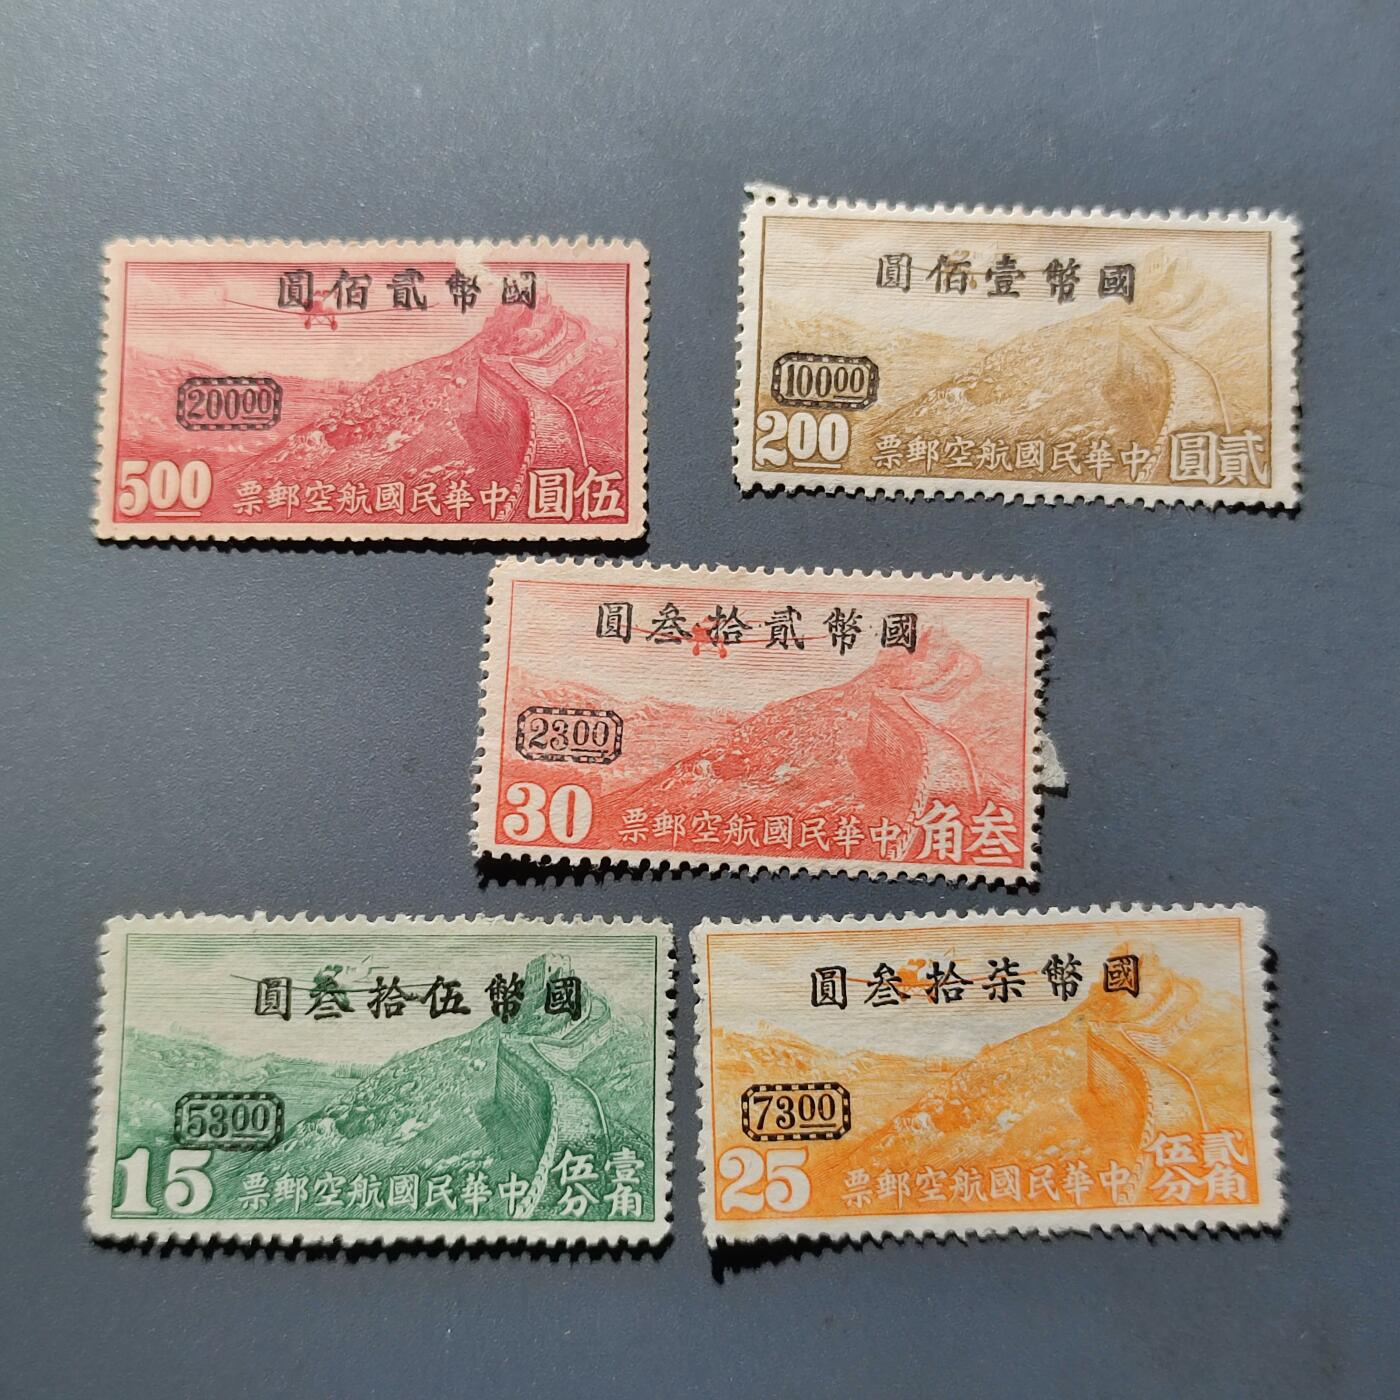 國幣貳佰圓
200.00
5.00
中華民國航空郵票
伍圓
國幣壹佰圓
100.00
2.00
中華民國航空郵票
貳圓
國幣貳拾叁圓
23.00
30
中華民國航空郵票
叁角
國幣伍拾叁圓
53.00
15
中華民國航空郵票
壹角
伍分
國幣柒拾叁圓
73.00
25
中華民國航空郵票
貳角
伍分